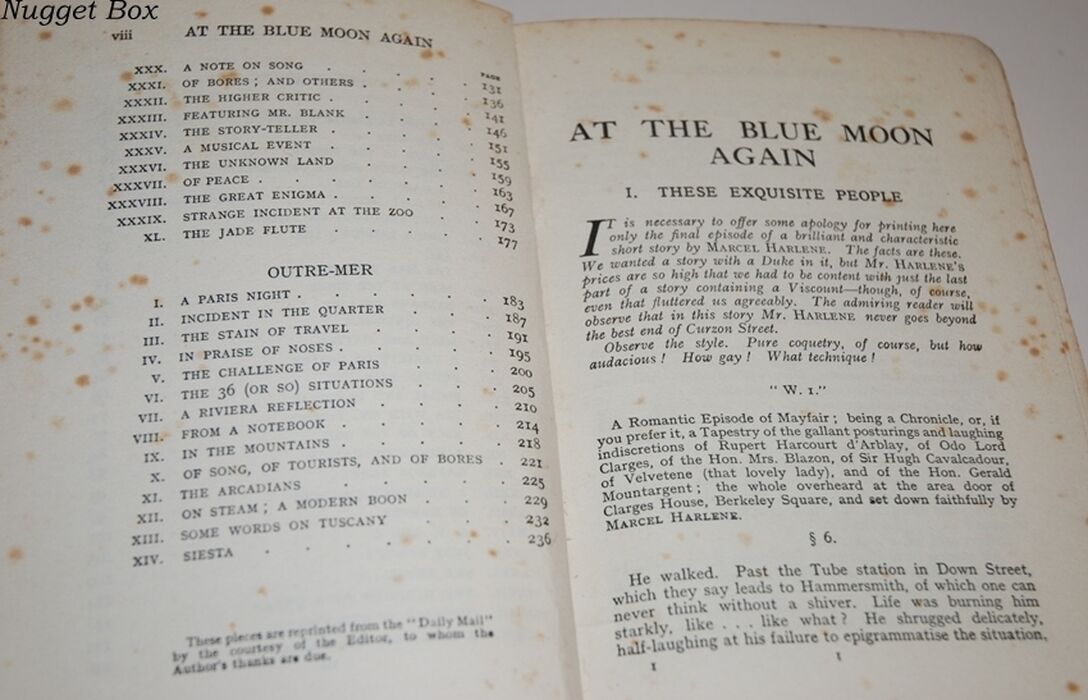 Nugget Box
viii AT THE BLUE MOON AGAIN
PAGE
XXX. A NOTE ON SONG . . . . 131
XXXI. OF BORES ; AND OTHERS . . . . 136
XXXII. THE HIGHER CRITIC . . . . . 141
XXXIII. FEATURING MR. BLANK . . . . 146
XXXIV. THE STORY-TELLER . . . . 151
XXXV. A MUSICAL EVENT . . . . 155
XXXVI. THE UNKNOWN LAND . . . . 159
XXXVII. OF PEACE . . . . . . 163
XXXVIII. THE GREAT ENIGMA . . . . . 167
XXXIX. STRANGE INCIDENT AT THE ZOO . . 173
XL. THE JADE FLUTE . . . . . 177
OUTRE-MER
I. A PARIS NIGHT . . . . . . 183
II. INCIDENT IN THE QUARTER . . . 187
III. THE STAIN OF TRAVEL . . . . 191
IV. IN PRAISE OF NOSES . . . . . 195
V. THE CHALLENGE OF PARIS . . . 200
VI. THE 36 (OR SO) SITUATIONS . . . 205
VII. A RIVIERA REFLECTION . . . . 210
VIII. FROM A NOTEBOOK . . . . . 214
IX. IN THE MOUNTAINS . . . . . 218
X. OF SONG, OF TOURISTS, AND OF BORES . 221
XI. THE ARCADIANS . . . . . 225
XII. ON STEAM ; A MODERN BOON . . . 229
XIII. SOME WORDS ON TUSCANY . . . 232
XIV. SIESTA . . . . . . . 236
These pieces are reprinted from the "Daily Mail"
by the courtesy of the Editor, to whom the
Author's thanks are due.
AT THE BLUE MOON
AGAIN
I. THESE EXQUISITE PEOPLE
IT is necessary to offer some apology for printing here
only the final episode of a brilliant and characteristic
short story by MARCEL HARLENE. The facts are these.
We wanted a story with a Duke in it, but Mr. HARLENE'S
prices are so high that we had to be content with just the last
part of a story containing a Viscount—though, of course,
even that fluttered us agreeably. The admiring reader will
observe that in this story Mr. HARLENE never goes beyond
the best end of Curzon Street.
Observe the style. Pure coquetry, of course, but how
audacious ! How gay ! What technique !
" W. 1."
A Romantic Episode of Mayfair ; being a Chronicle, or, if
you prefer it, a Tapestry of the gallant posturings and laughing
indiscretions of Rupert Harcourt d'Arblay, of Odo Lord
Clarges, of the Hon. Mrs. Blazon, of Sir Hugh Cavalcadour,
of Velvetene (that lovely lady), and of the Hon. Gerald
Mountargent ; the whole overheard at the area door of
Clarges House, Berkeley Square, and set down faithfully by
MARCEL HARLENE.
§ 6.
He walked. Past the Tube station in Down Street,
which they say leads to Hammersmith, of which one can
never think without a shiver. Life was burning him
starkly, like . . . like what ? He shrugged delicately,
half-laughing at his failure to epigrammatise the situation.
1 1